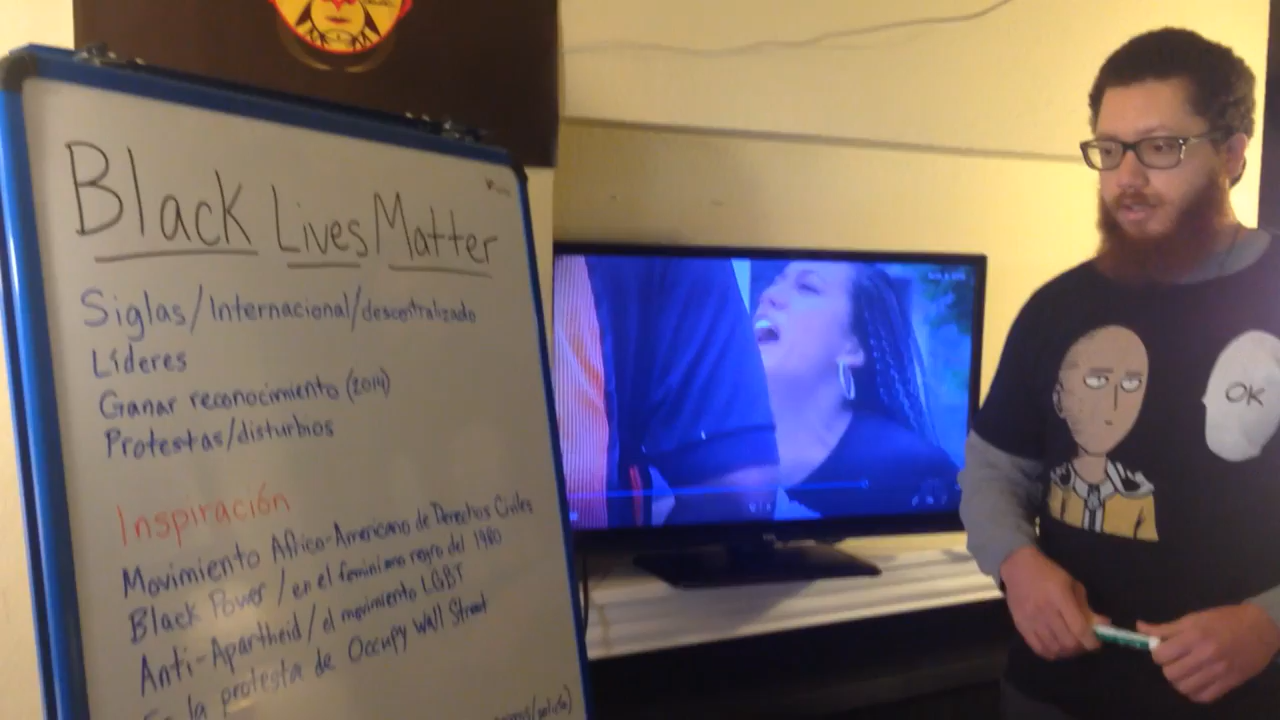 Black Lives Matter
Siglas/Internacional/descentralizado
Líderes
Ganar reconocimiento (2014)
Protestas/disturbios
Inspiración
Movimiento Africo-Americano de Derechos Civiles
Black Power/en el feminismo negro del 1980
Anti-Apartheid/el movimiento LGBT
En la protesta de Occupy Wall Street
OK